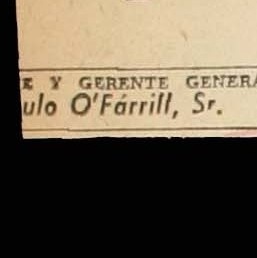 E Y GERENTE GENERA
ulo O'Fárrill, Sr.